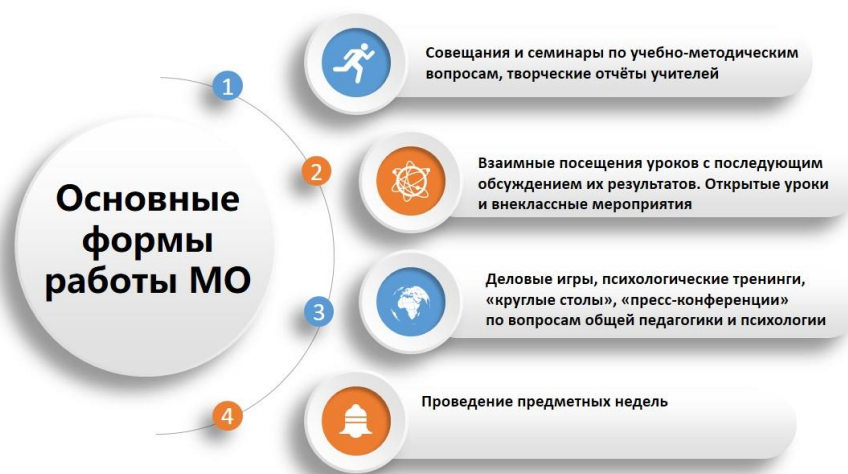 Основные
формы
работы МО
1
Совещания и семинары по учебно-методическим
вопросам, творческие отчёты учителей
2
Взаимные посещения уроков с последующим
обсуждением их результатов. Открытые уроки
и внеклассные мероприятия
3
Деловые игры, психологические тренинги,
«круглые столы», «пресс-конференции»
по вопросам общей педагогики и психологии
4
Проведение предметных недель